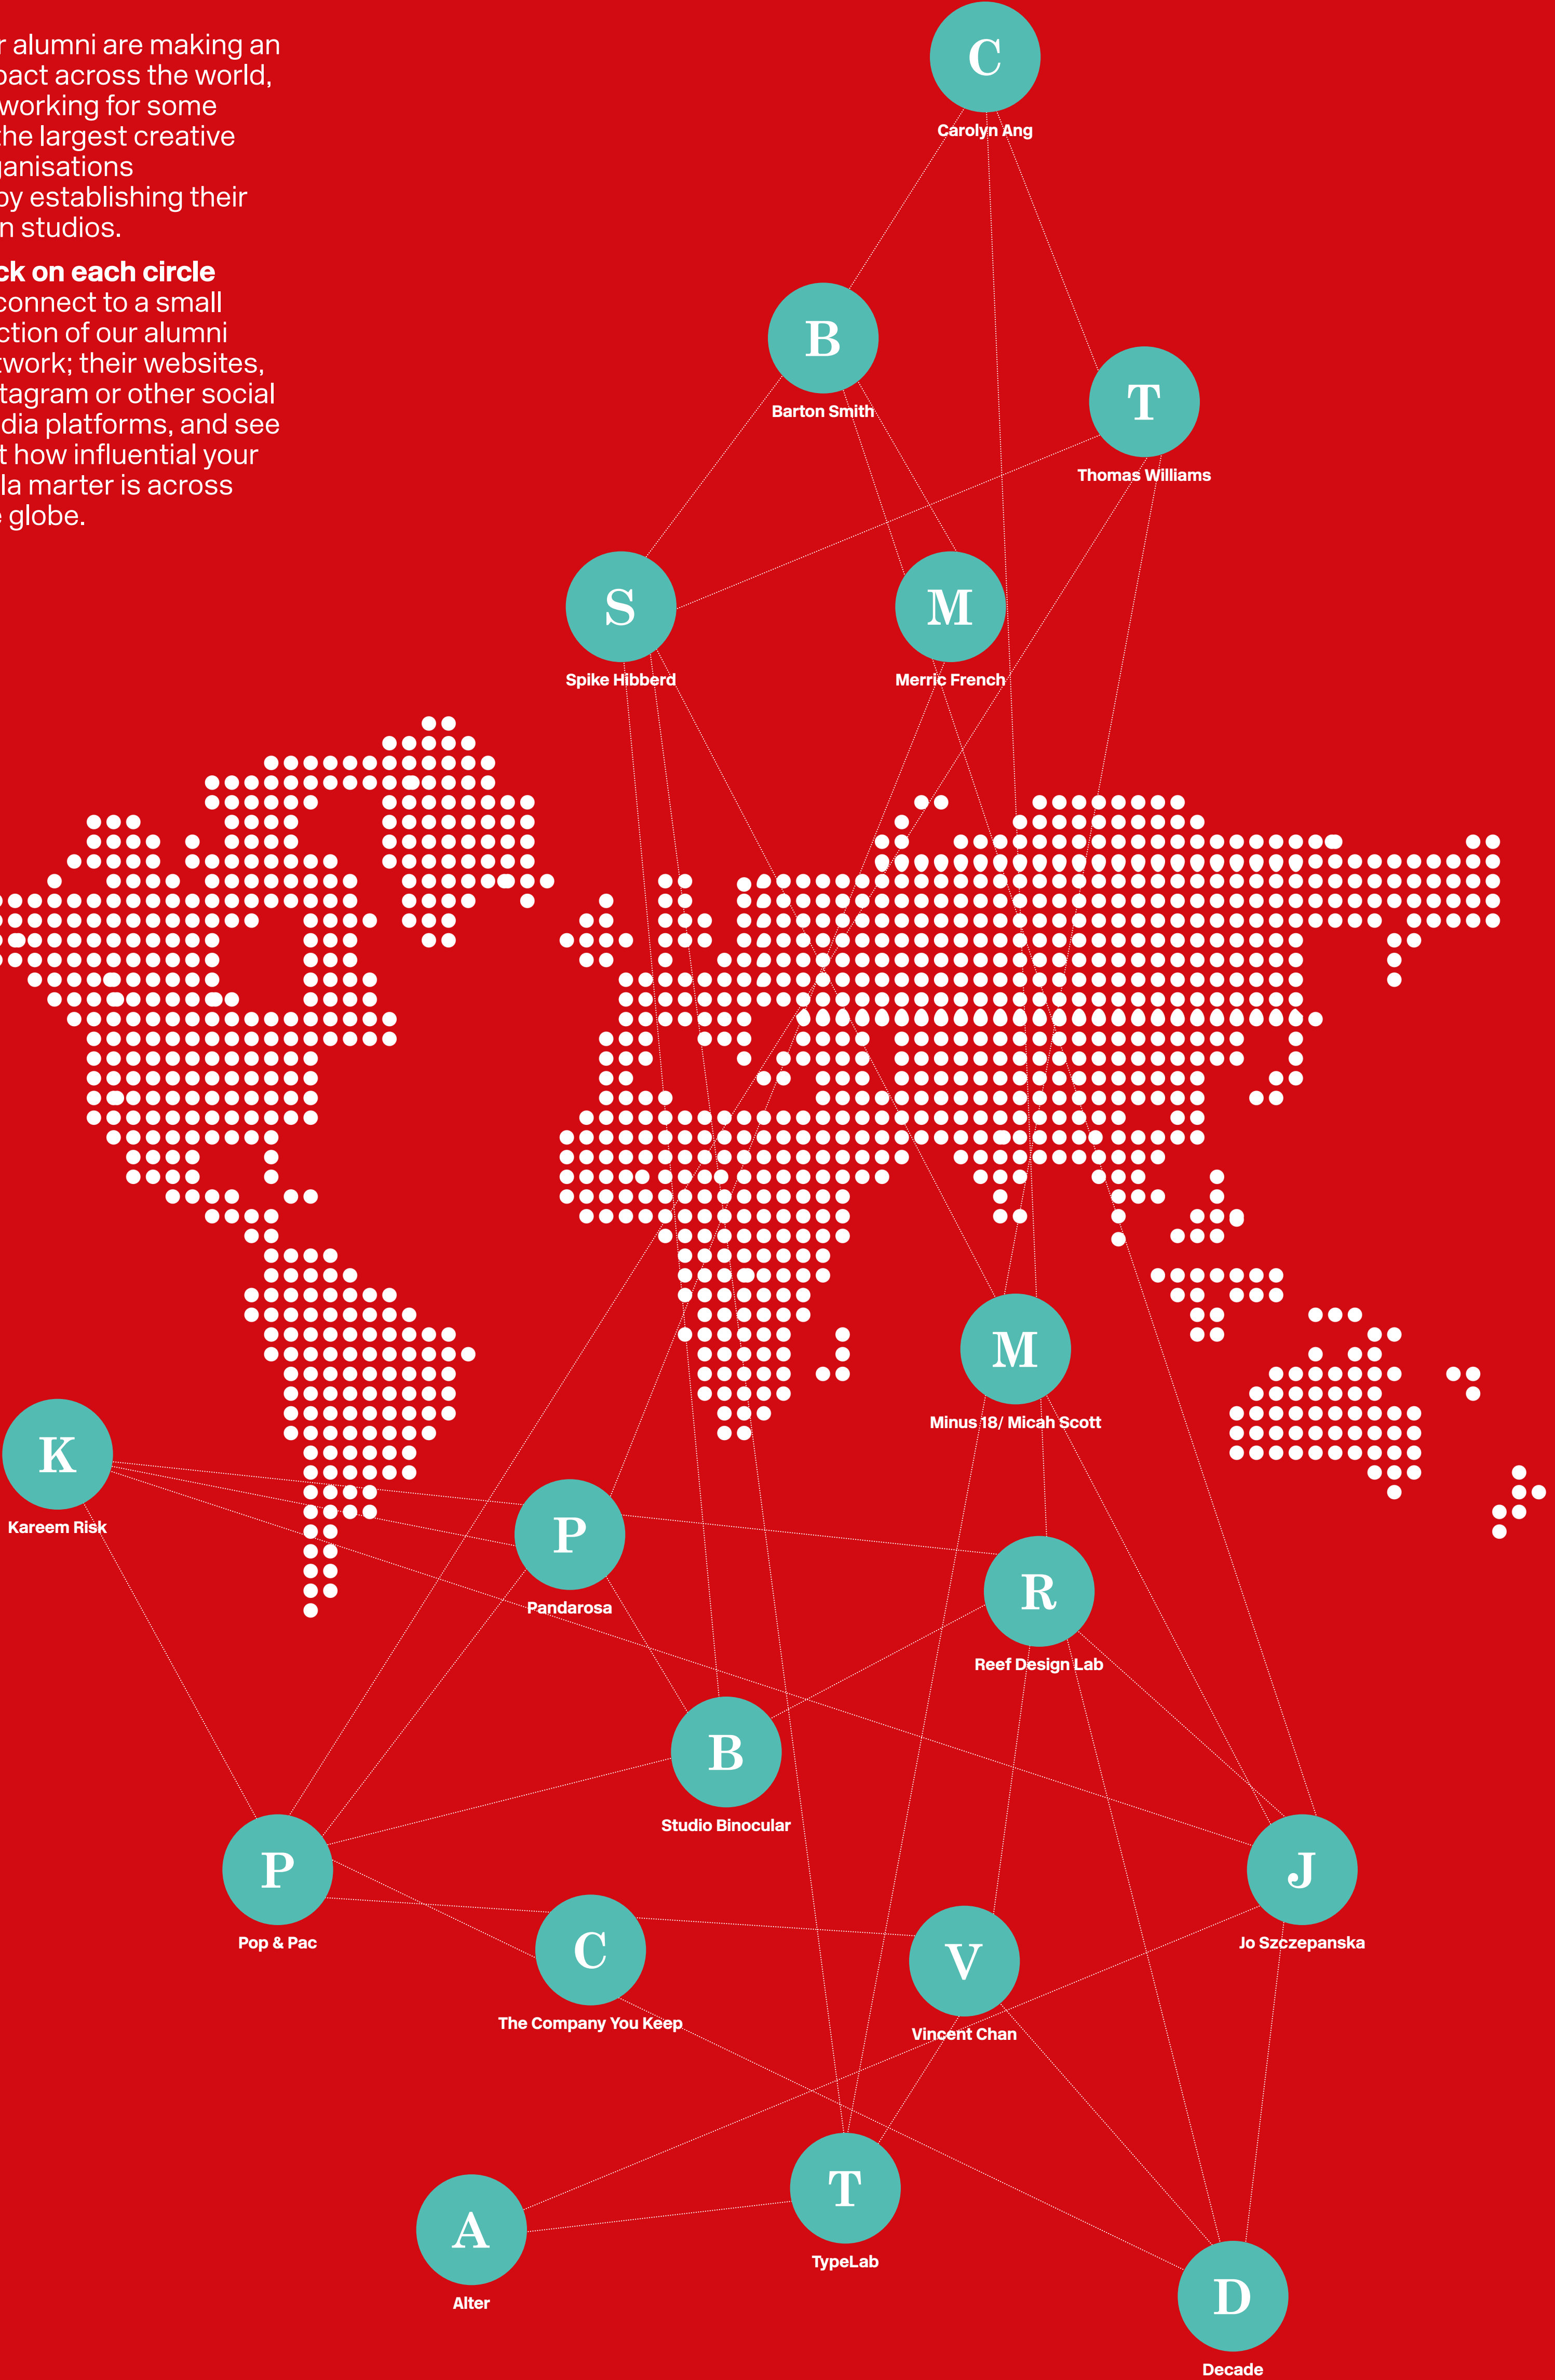 r alumni are making an
pact across the world,
working for some
the largest creative
ganisations
by establishing their
n studios.
ck on each circle
connect to a small
ction of our alumni
twork; their websites,
stagram or other social
dia platforms, and see
t how influential your
la marter is across
e globe.
C
Carolyn Ang
B
Barton Smith
T
Thomas Williams
S
Spike Hibberd
M
Merric French
M
Minus 18/ Micah Scott
K
Kareem Risk
P
Pandarosa
R
Reef Design Lab
B
Studio Binocular
P
Pop & Pac
J
Jo Szczepanska
C
The Company You Keep
V
Vincent Chan
T
TypeLab
A
Alter
D
Decade